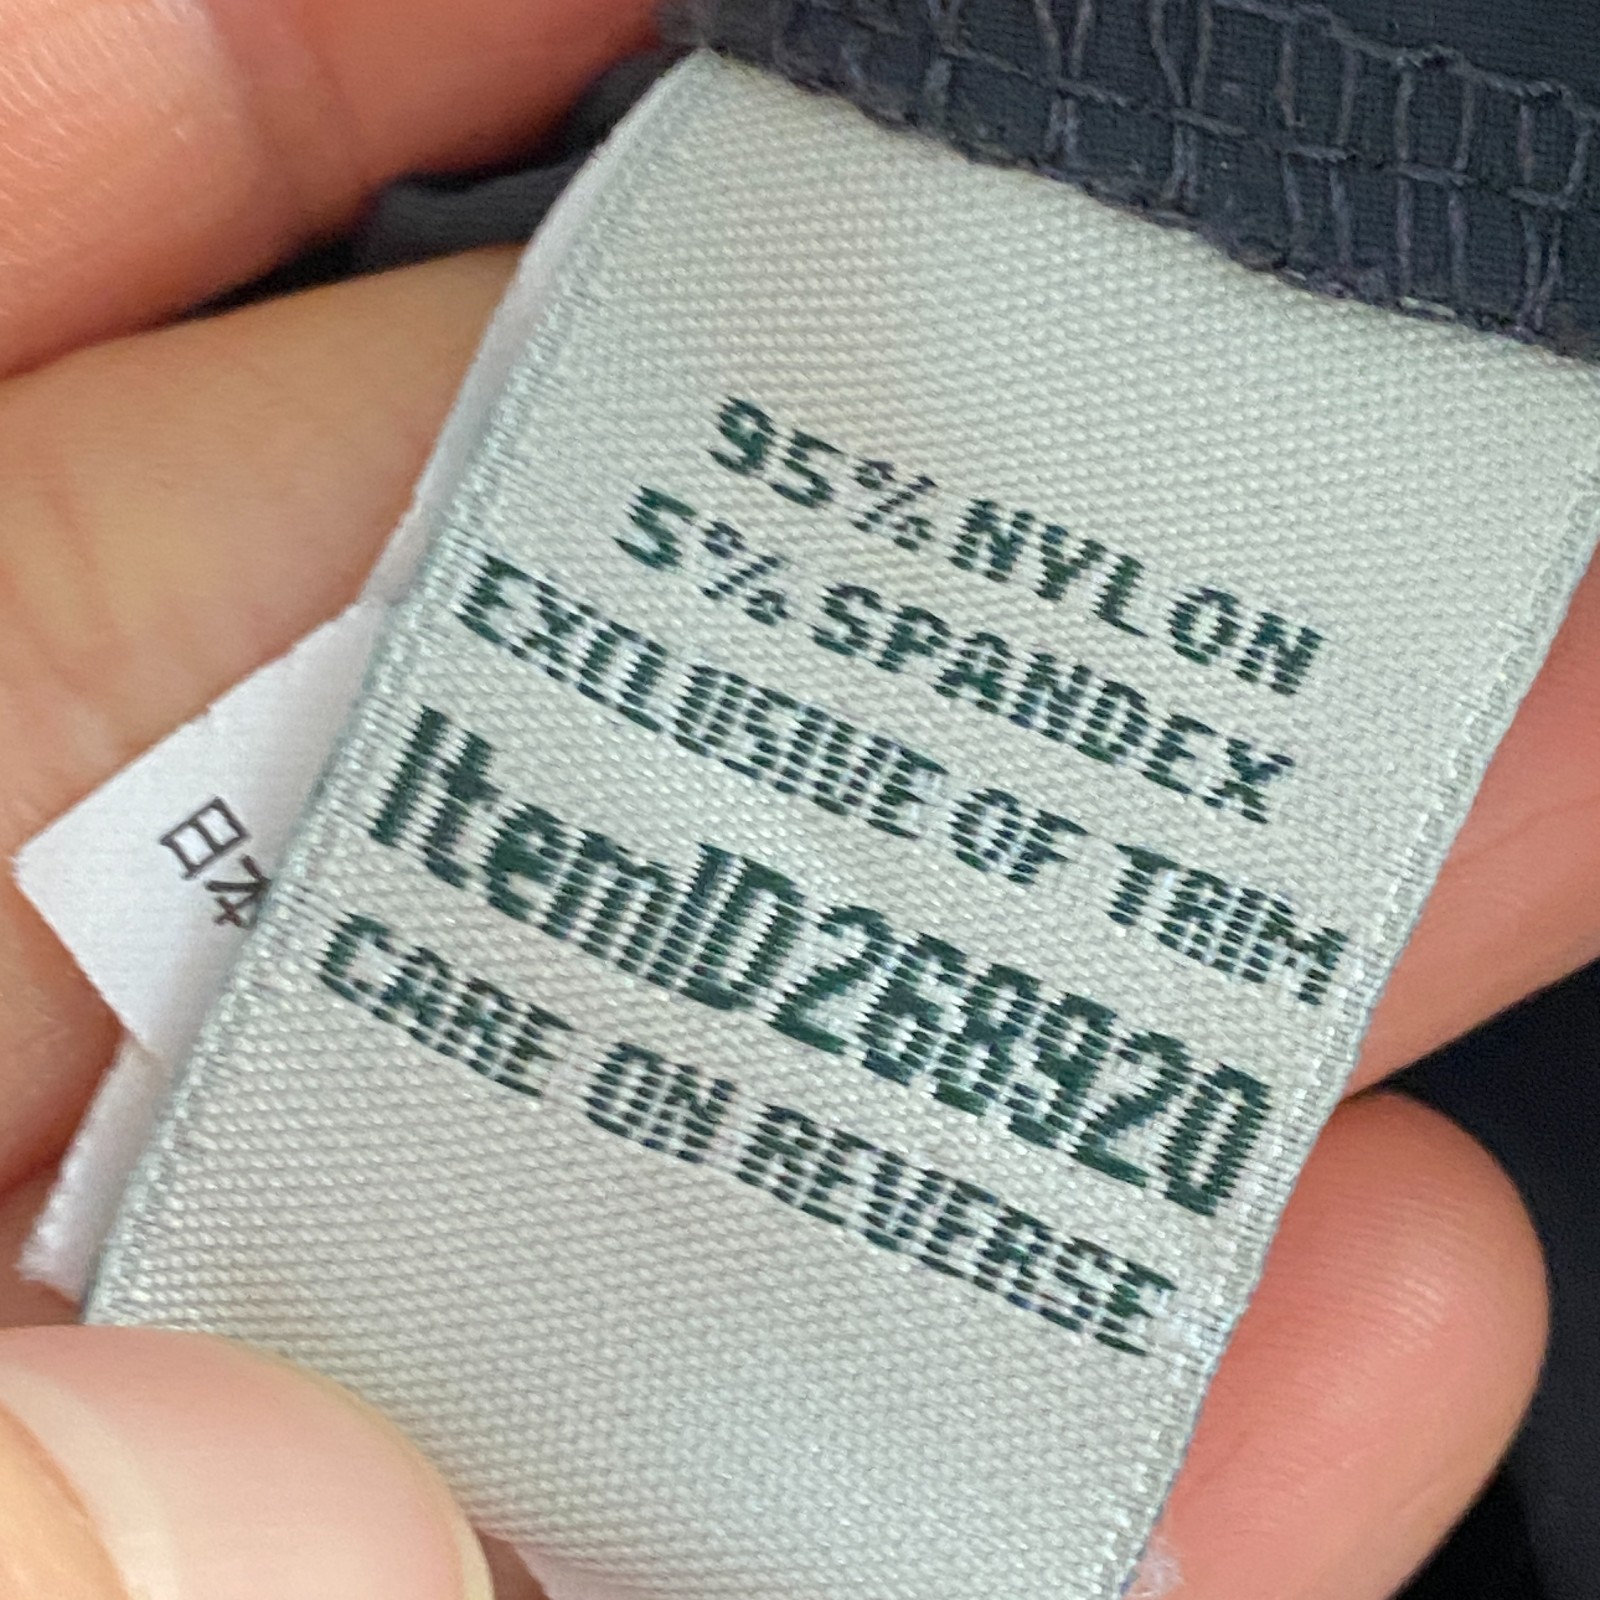 95% NYLON
5% SPANDEX
EXCLUSIVE OF TRIM
ItemID268920
CARE ON REVERSE